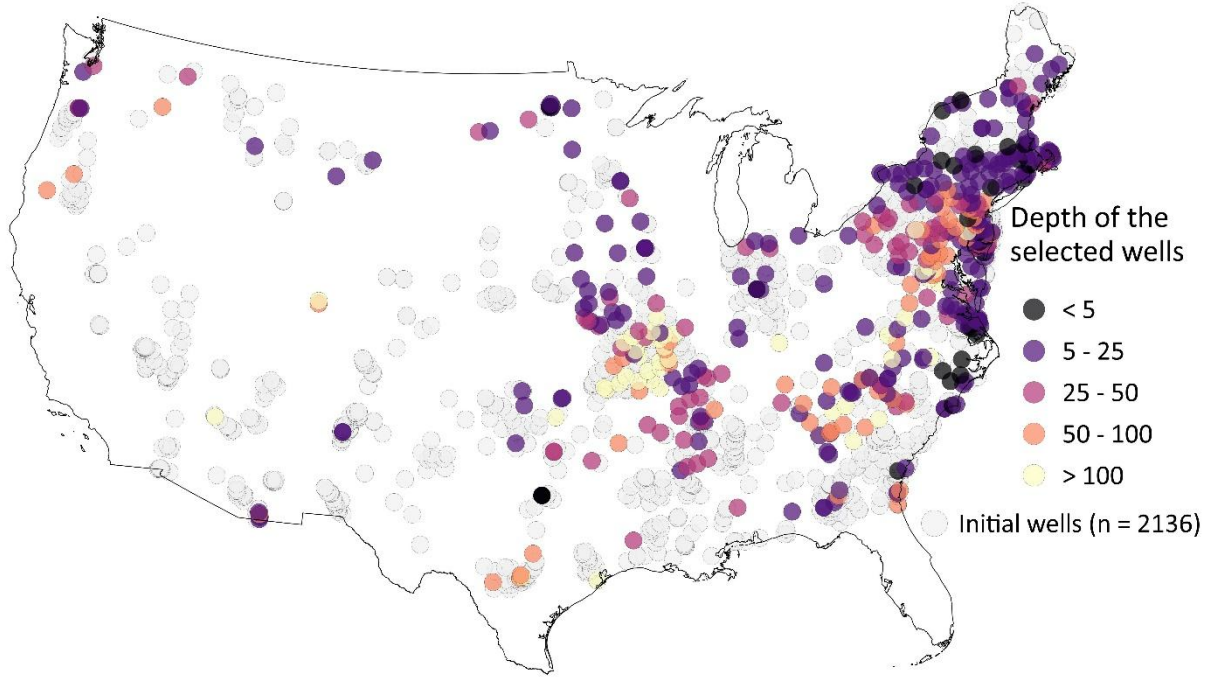 Depth of the
selected wells
< 5
5 - 25
25 - 50
50 - 100
> 100
Initial wells (n = 2136)